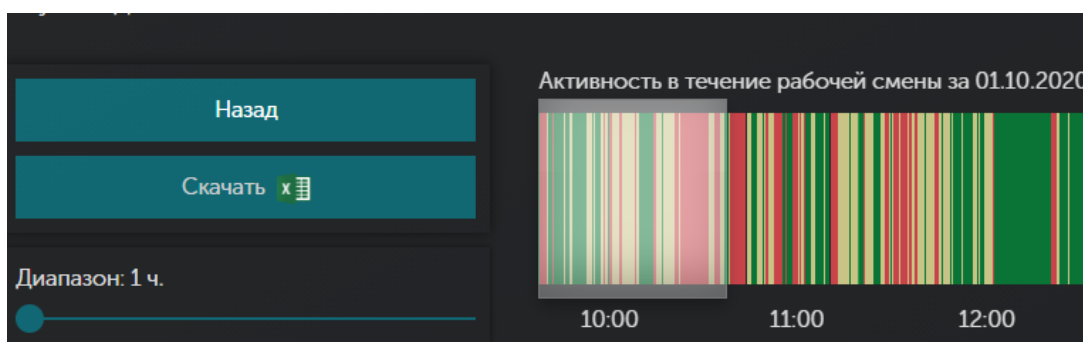 Назад
Скачать
Диапазон: 1 ч.
Активность в течение рабочей смены за 01.10.2020
10:00
11:00
12:00